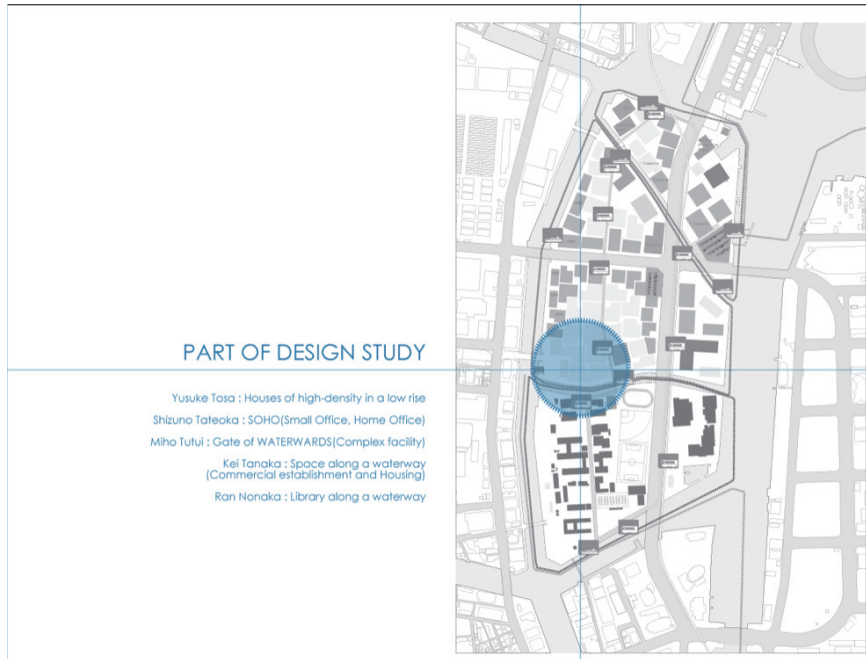 PART OF DESIGN STUDY
Yusuke Tosa : Houses of high-density in a low rise
Shizuno Tateoka : SOHO(Small Office, Home Office)
Miho Tutui : Gate of WATERWARDS(Complex facility)
Kei Tanaka : Space along a waterway
(Commercial establishment and Housing)
Ran Nonaka : Library along a waterway